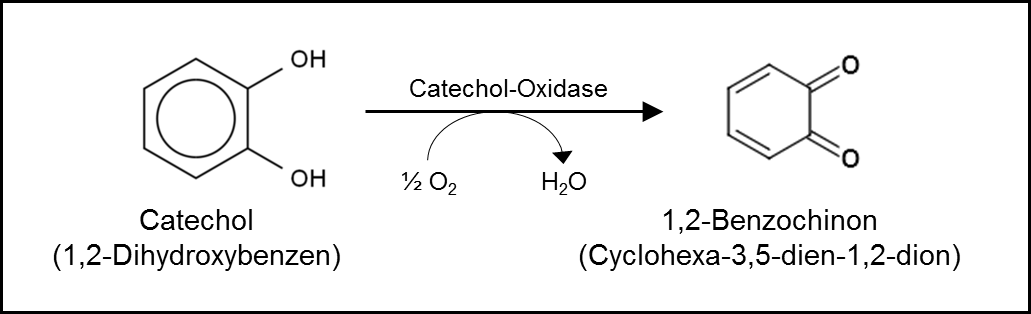 OH
OH
Catechol-Oxidase
½ O₂
H₂O
O
O
Catechol
(1,2-Dihydroxybenzen)
1,2-Benzochinon
(Cyclohexa-3,5-dien-1,2-dion)